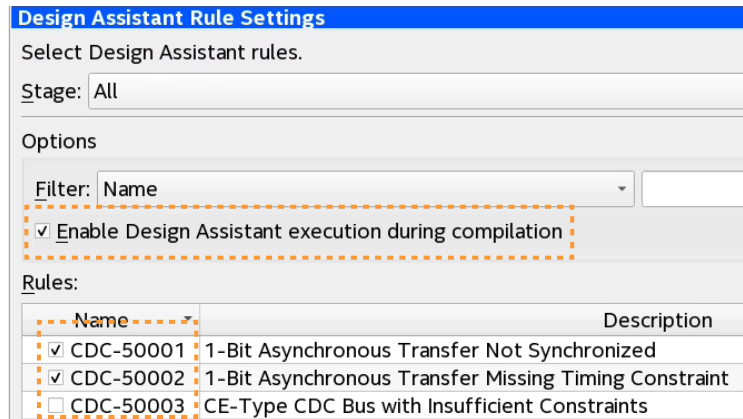 Design Assistant Rule Settings
Select Design Assistant rules.
Stage: All
Options
Filter: Name
Enable Design Assistant execution during compilation
Rules:
Name Description
CDC-50001 1-Bit Asynchronous Transfer Not Synchronized
CDC-50002 1-Bit Asynchronous Transfer Missing Timing Constraint
CDC-50003 CE-Type CDC Bus with Insufficient Constraints